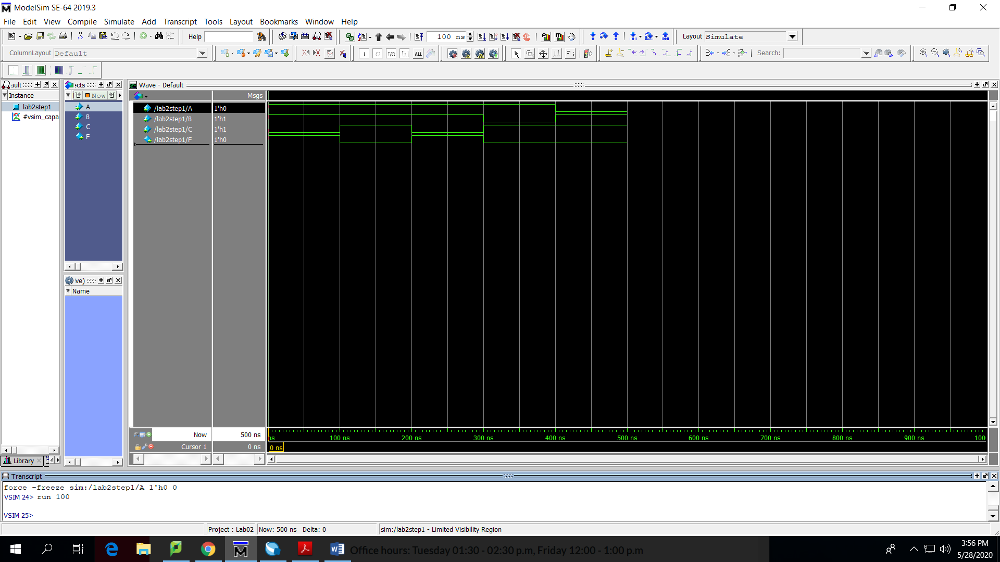 ModelSim SE-64 2019.3
File Edit View Compile Simulate Add Transcript Tools Layout Bookmarks Window Help
Help 100 ns Layout Simulate
ColumnLayout Default Search:
ault ects Wave - Default
Instance Now Msgs
lab2step1 A /lab2step1/A 1'h0
#vsim_capa B /lab2step1/B 1'h1
C /lab2step1/C 1'h1
F /lab2step1/F 1'h0
ve)
Name
Now 500 ns
ns 100 ns 200 ns 300 ns 400 ns 500 ns 600 ns 700 ns 800 ns 900 ns 100
Cursor 1 0 ns 0 ns
Library
Transcript
force -freeze sim:/lab2step1/A 1'h0 0
VSIM 24> run 100
VSIM 25>
Project : Lab02 Now: 500 ns Delta: 0 sim:/lab2step1 - Limited Visibility Region
Office hours: Tuesday 01:30 - 02:30 p.m, Friday 12:00 - 1:00 p.m
3:56 PM
5/28/2020